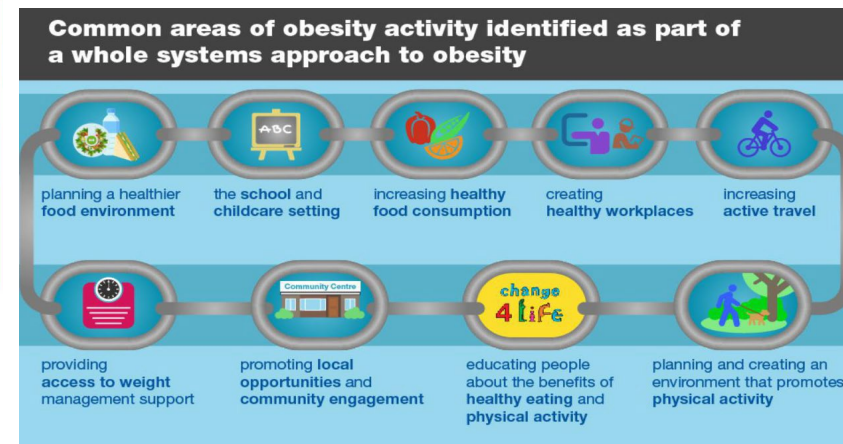 Common areas of obesity activity identified as part of
a whole systems approach to obesity
ABC
planning a healthier
food environment
the school and
childcare setting
increasing healthy
food consumption
creating
healthy workplaces
increasing
active travel
Community Centre
change
4 LiFe
providing
access to weight
management support
promoting local
opportunities and
community engagement
educating people
about the benefits of
healthy eating and
physical activity
planning and creating an
environment that promotes
physical activity